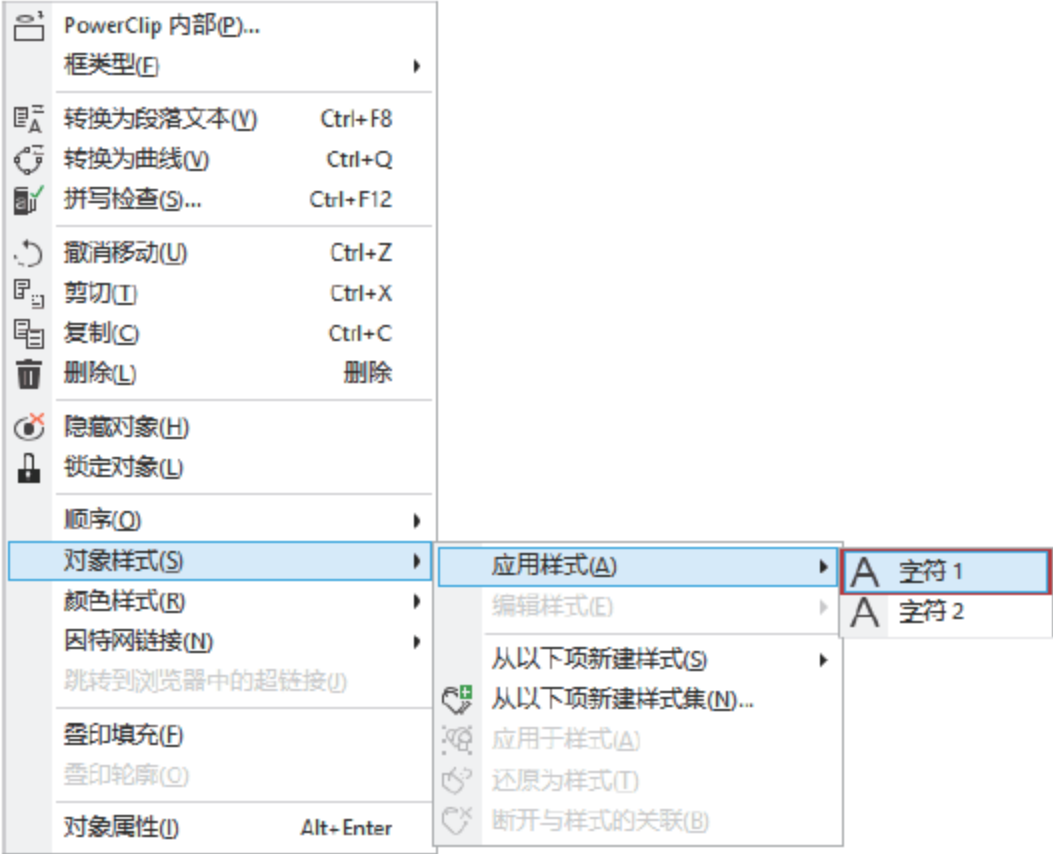 PowerClip 内部(P)...
框类型(F)
转换为段落文本(V) Ctrl+F8
转换为曲线(V) Ctrl+Q
拼写检查(S)... Ctrl+F12
撤消移动(U) Ctrl+Z
剪切(T) Ctrl+X
复制(C) Ctrl+C
删除(L) 删除
隐藏对象(H)
锁定对象(L)
顺序(O)
对象样式(S)
颜色样式(R)
因特网链接(N)
跳转到浏览器中的超链接(J)
叠印填充(F)
叠印轮廓(O)
对象属性(I) Alt+Enter
应用样式(A)
编辑样式(E)
从以下项新建样式(S)
从以下项新建样式集(N)...
应用于样式(A)
还原为样式(T)
断开与样式的关联(B)
A 字符 1
A 字符 2